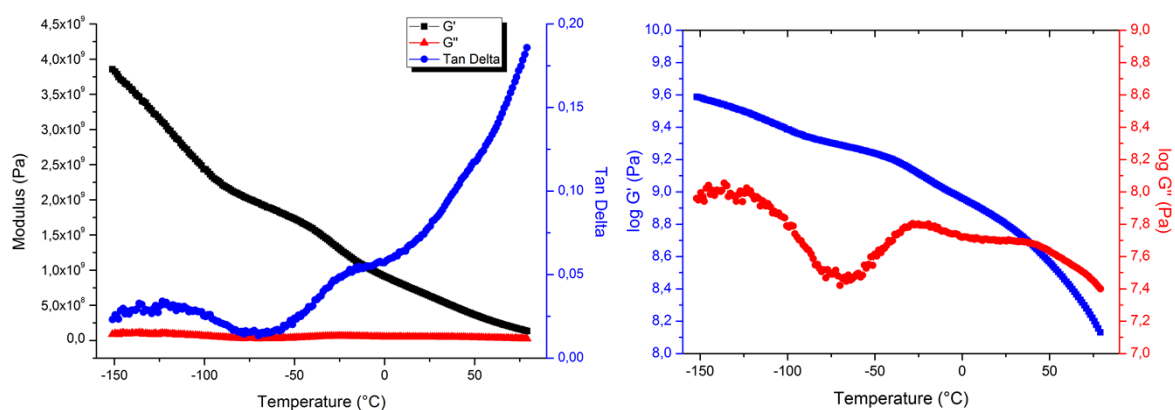 4,5x10⁹
4,0x10⁹
3,5x10⁹
3,0x10⁹
2,5x10⁹
2,0x10⁹
1,5x10⁹
1,0x10⁹
5,0x10⁸
0,0
Modulus (Pa)
-150 -100 -50 0 50
Temperature (°C)
G'
G''
Tan Delta
0,20
0,15
0,10
0,05
0,00
Tan Delta
10,0
9,8
9,6
9,4
9,2
9,0
8,8
8,6
8,4
8,2
8,0
log G' (Pa)
-150 -100 -50 0 50
Temperature (°C)
9,0
8,8
8,6
8,4
8,2
8,0
7,8
7,6
7,4
7,2
7,0
log G'' (Pa)